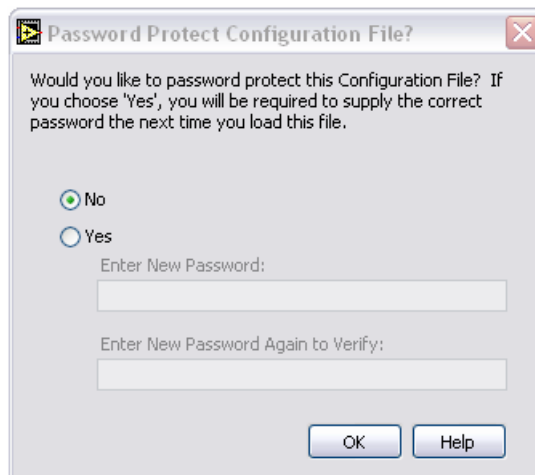 Password Protect Configuration File?
Would you like to password protect this Configuration File? If
you choose 'Yes', you will be required to supply the correct
password the next time you load this file.
No
Yes
Enter New Password:
Enter New Password Again to Verify:
OK Help